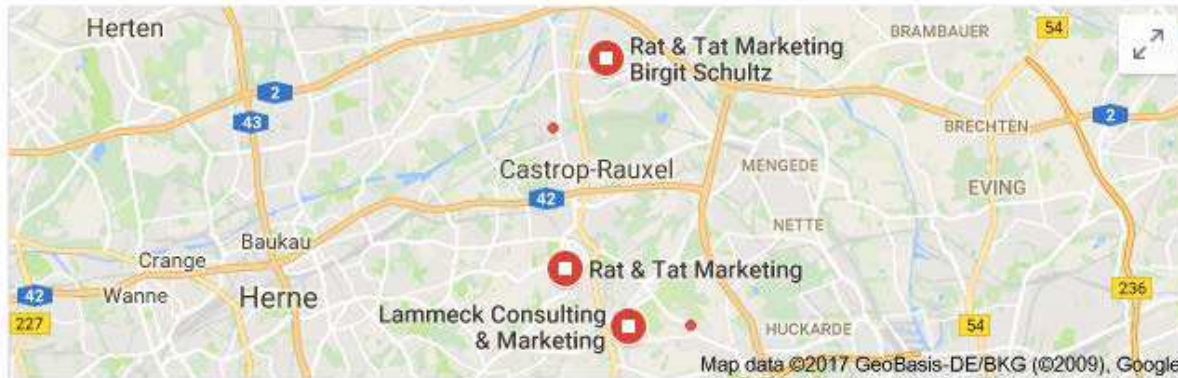 Herten
Rat & Tat Marketing
Birgit Schultz
BRAMBAUER
54
2
43
2
BRECHTEN
Castrop-Rauxel
MENGEDE
42
EVING
NETTE
Baukau
Crange
Rat & Tat Marketing
42
Wanne
Herne
236
227
Lammeck Consulting
& Marketing
HUCKARDE
54
Map data ©2017 GeoBasis-DE/BKG (©2009), Google